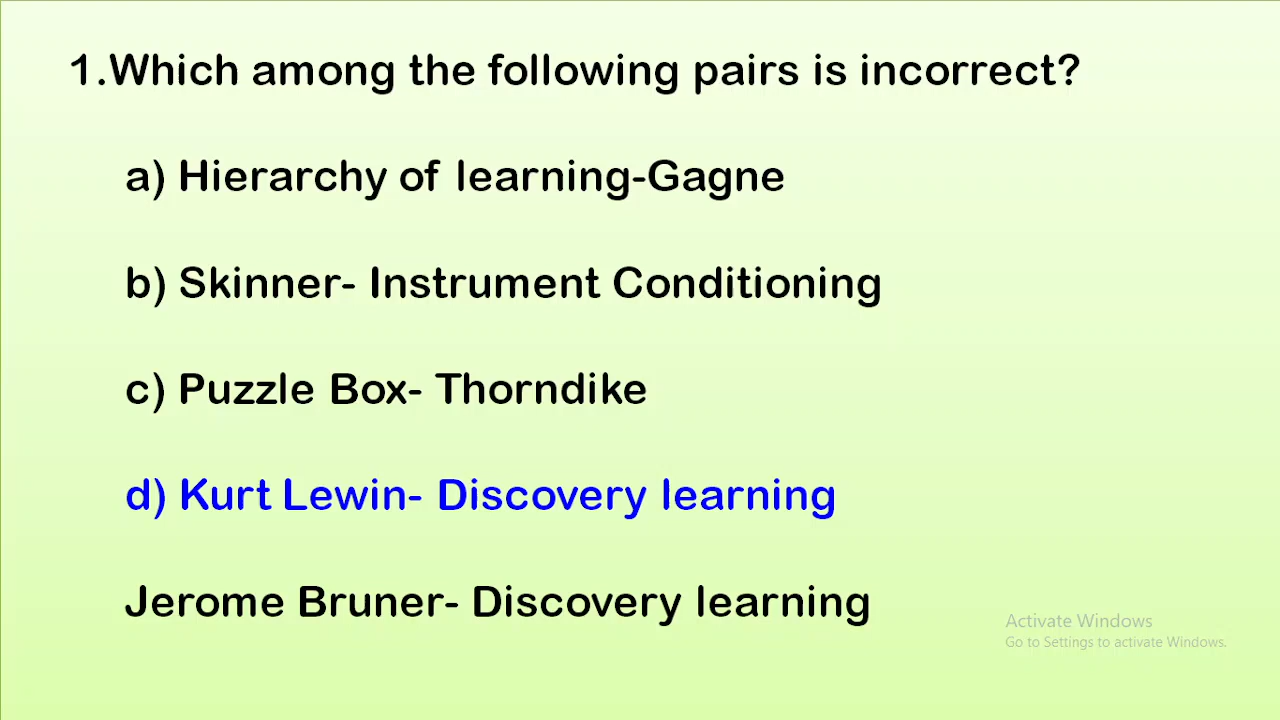 1.Which among the following pairs is incorrect?
a) Hierarchy of learning-Gagne
b) Skinner- Instrument Conditioning
c) Puzzle Box- Thorndike
d) Kurt Lewin- Discovery learning
Jerome Bruner- Discovery learning
Activate Windows
Go to Settings to activate Windows.